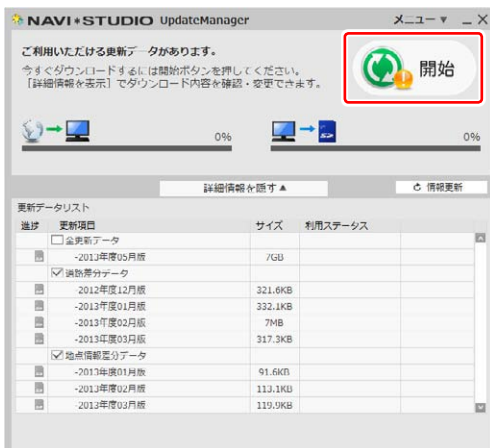 NAVI*STUDIO UpdateManager メニュー ▼ _ X
ご利用いただける更新データがあります。
今すぐダウンロードするには開始ボタンを押してください。
[詳細情報を表示]でダウンロード内容を確認・変更できます。
開始
0% 0%
詳細情報を隠す▲ 情報更新
更新データリスト
進捗 更新項目 サイズ 利用ステータス
全更新データ
-2013年度05月版 7GB
道路差分データ
-2012年度12月版 321.6KB
-2013年度01月版 332.1KB
-2013年度02月版 7MB
-2013年度03月版 317.3KB
地点情報差分データ
-2013年度01月版 91.6KB
-2013年度02月版 113.1KB
-2013年度03月版 119.9KB